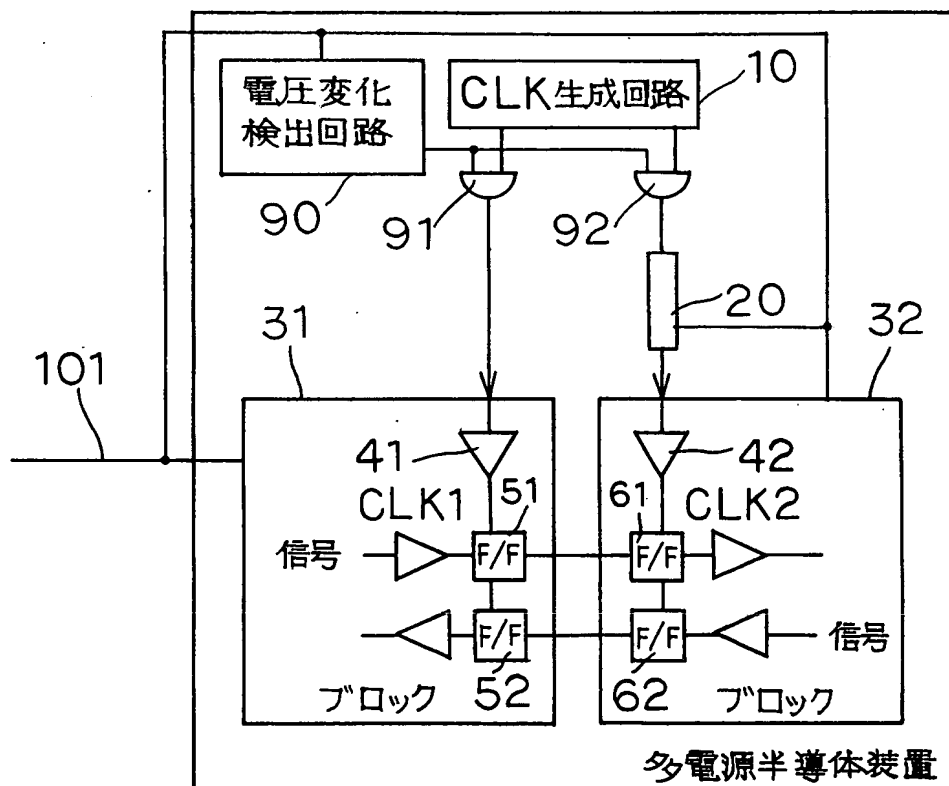 電圧変化
検出回路
90
CLK生成回路
10
91
92
20
31
32
101
41
42
CLK1
CLK2
51
61
信号
F/F
F/F
F/F
F/F
信号
52
62
ブロック
ブロック
多電源半導体装置